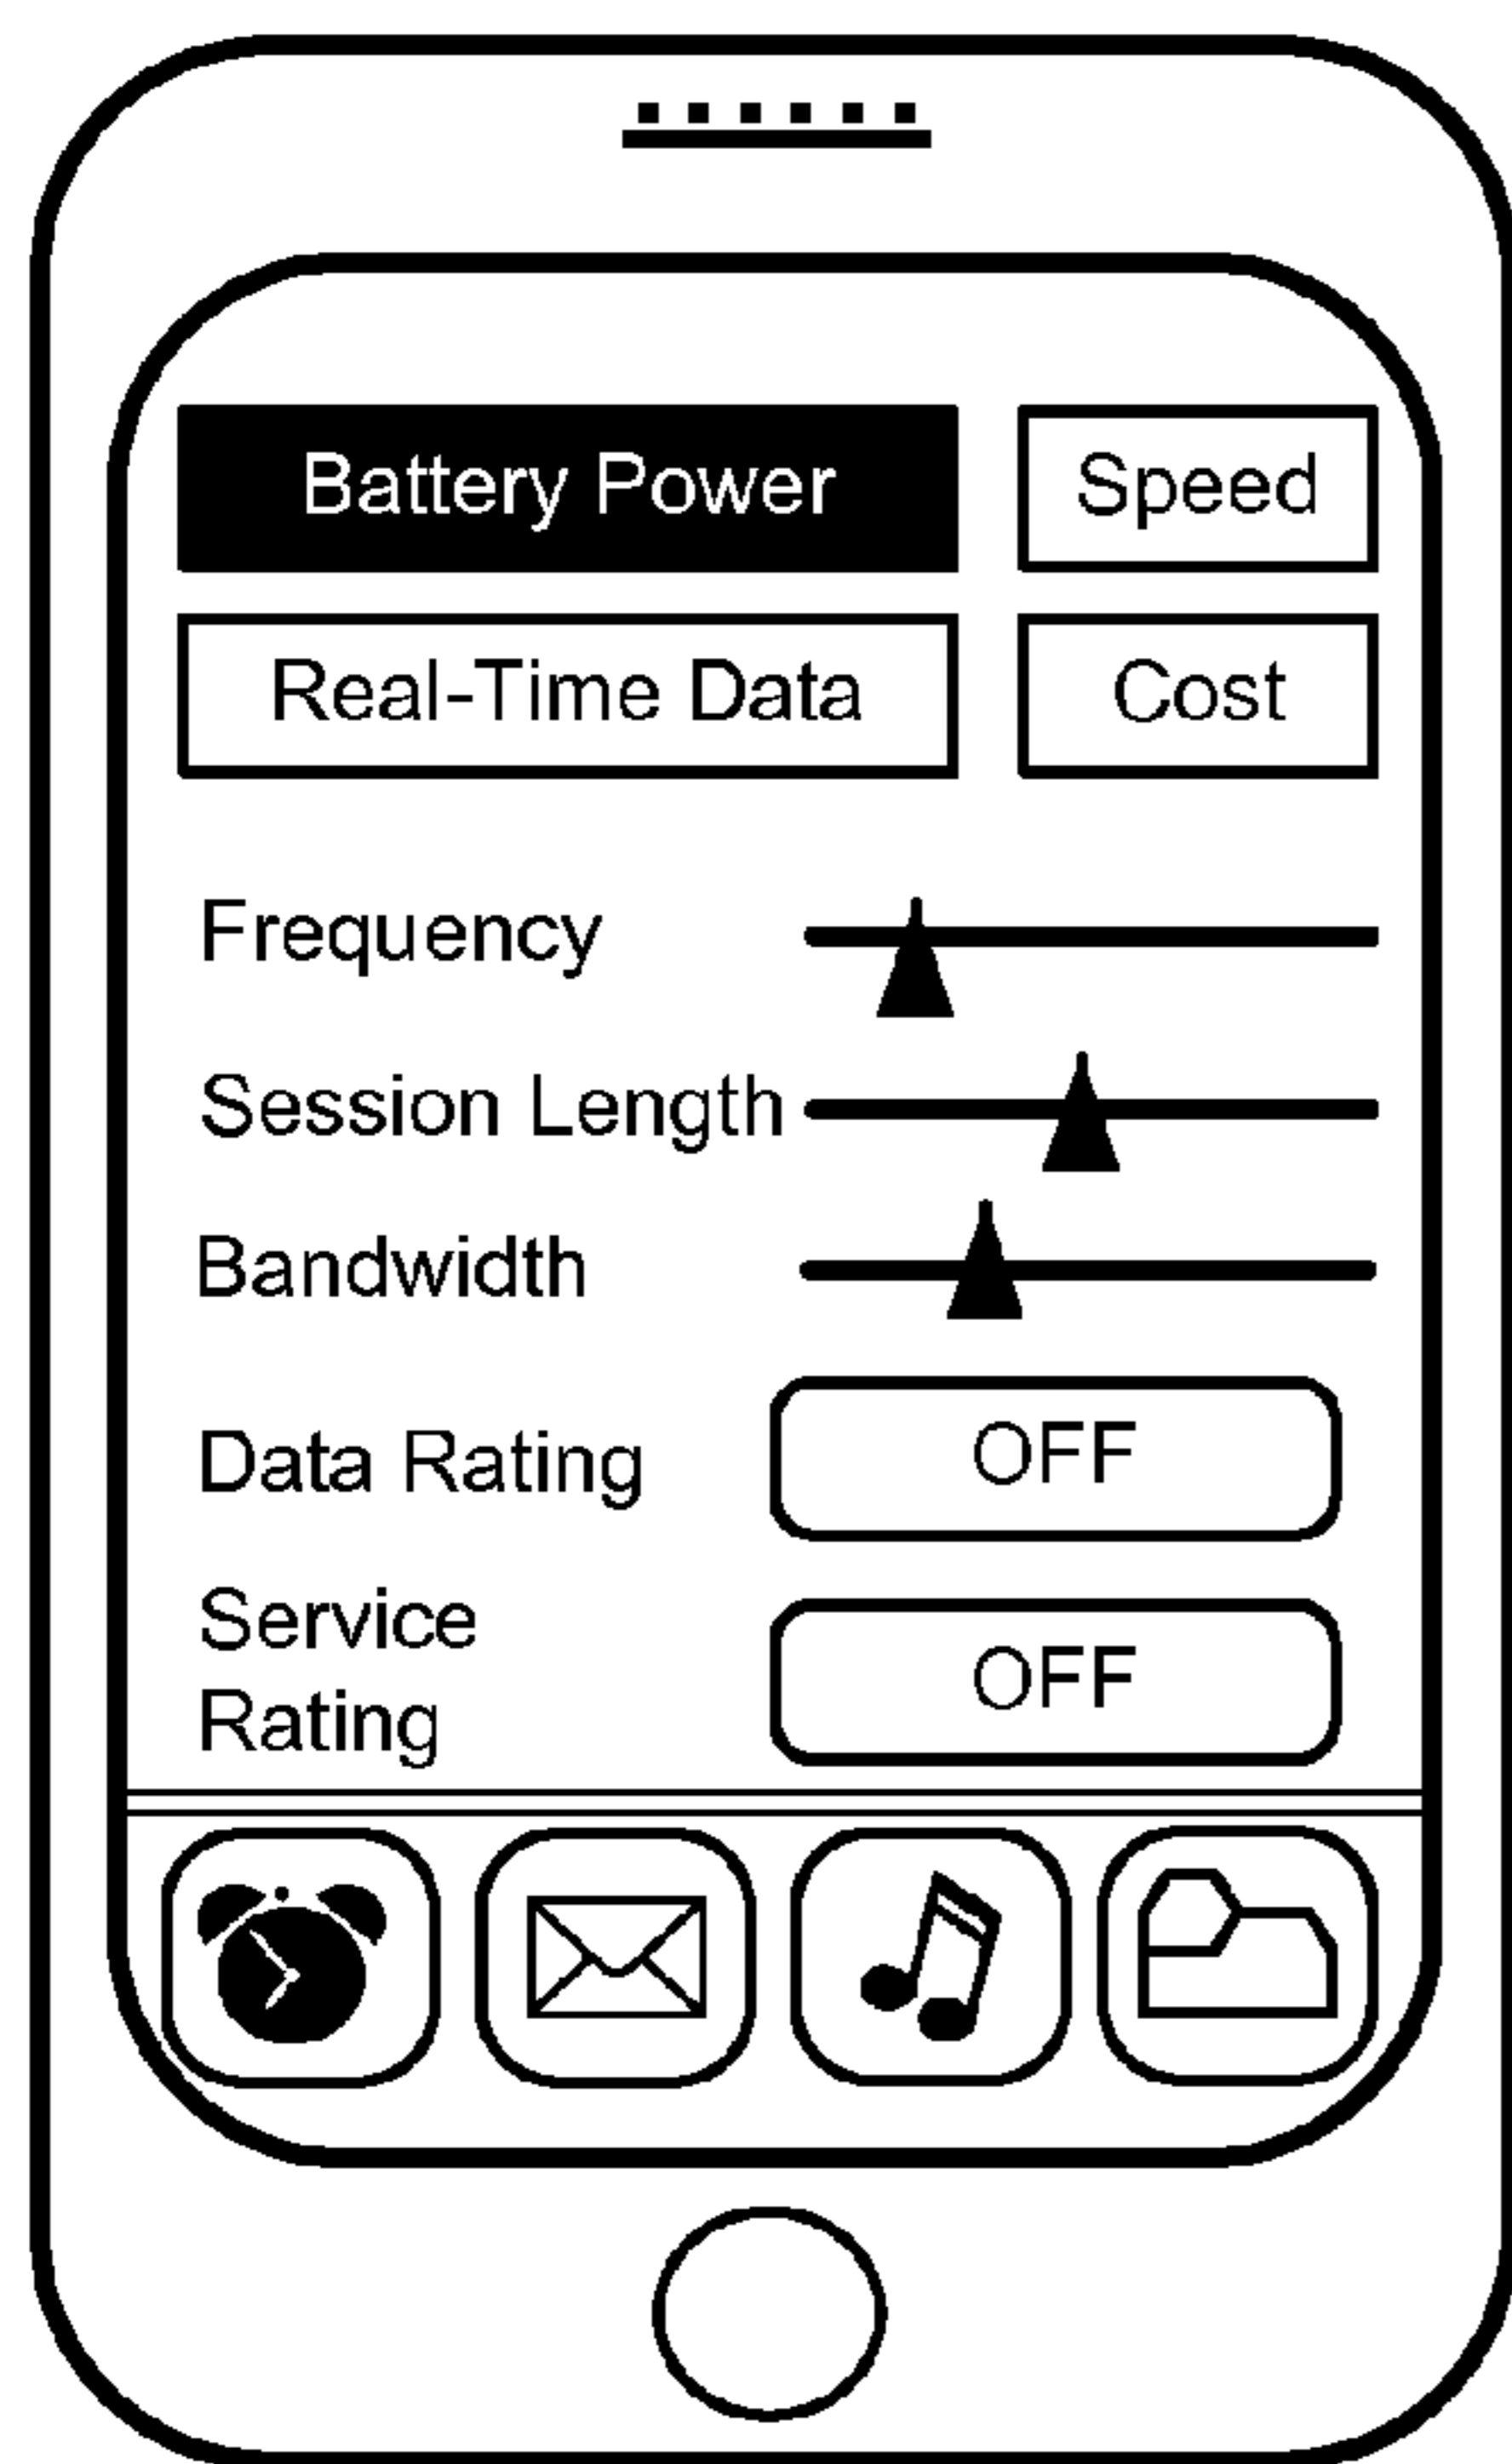 Battery Power
Speed
Real-Time Data
Cost
Frequency
Session Length
Bandwidth
Data Rating
OFF
Service
Rating
OFF